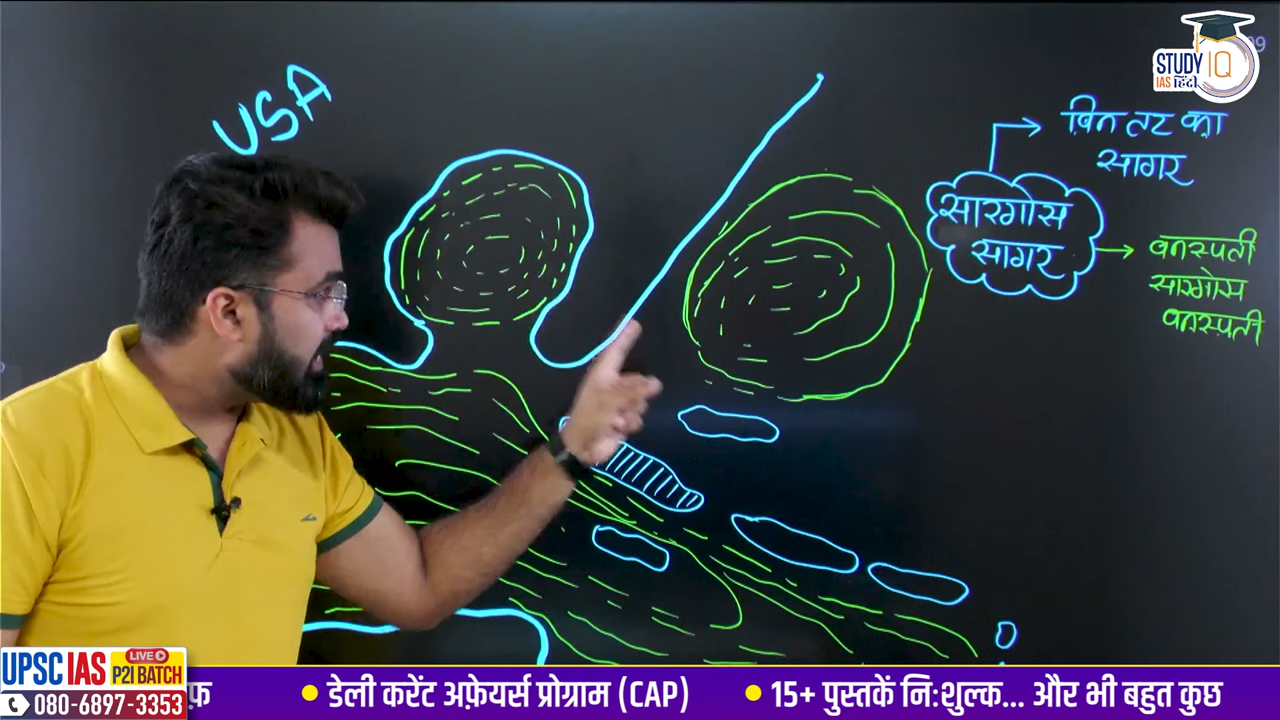 USA
STUDY IQ
IAS हिंदी
बिन तट का
सागर
सारगोस
सागर
वनस्पती
सारगोस
वनस्पती
UPSC IAS
LIVE
P2I BATCH
080-6897-3353
डेली करेंट अफ़ेयर्स प्रोग्राम (CAP)
15+ पुस्तकें नि:शुल्क... और भी बहुत कुछ